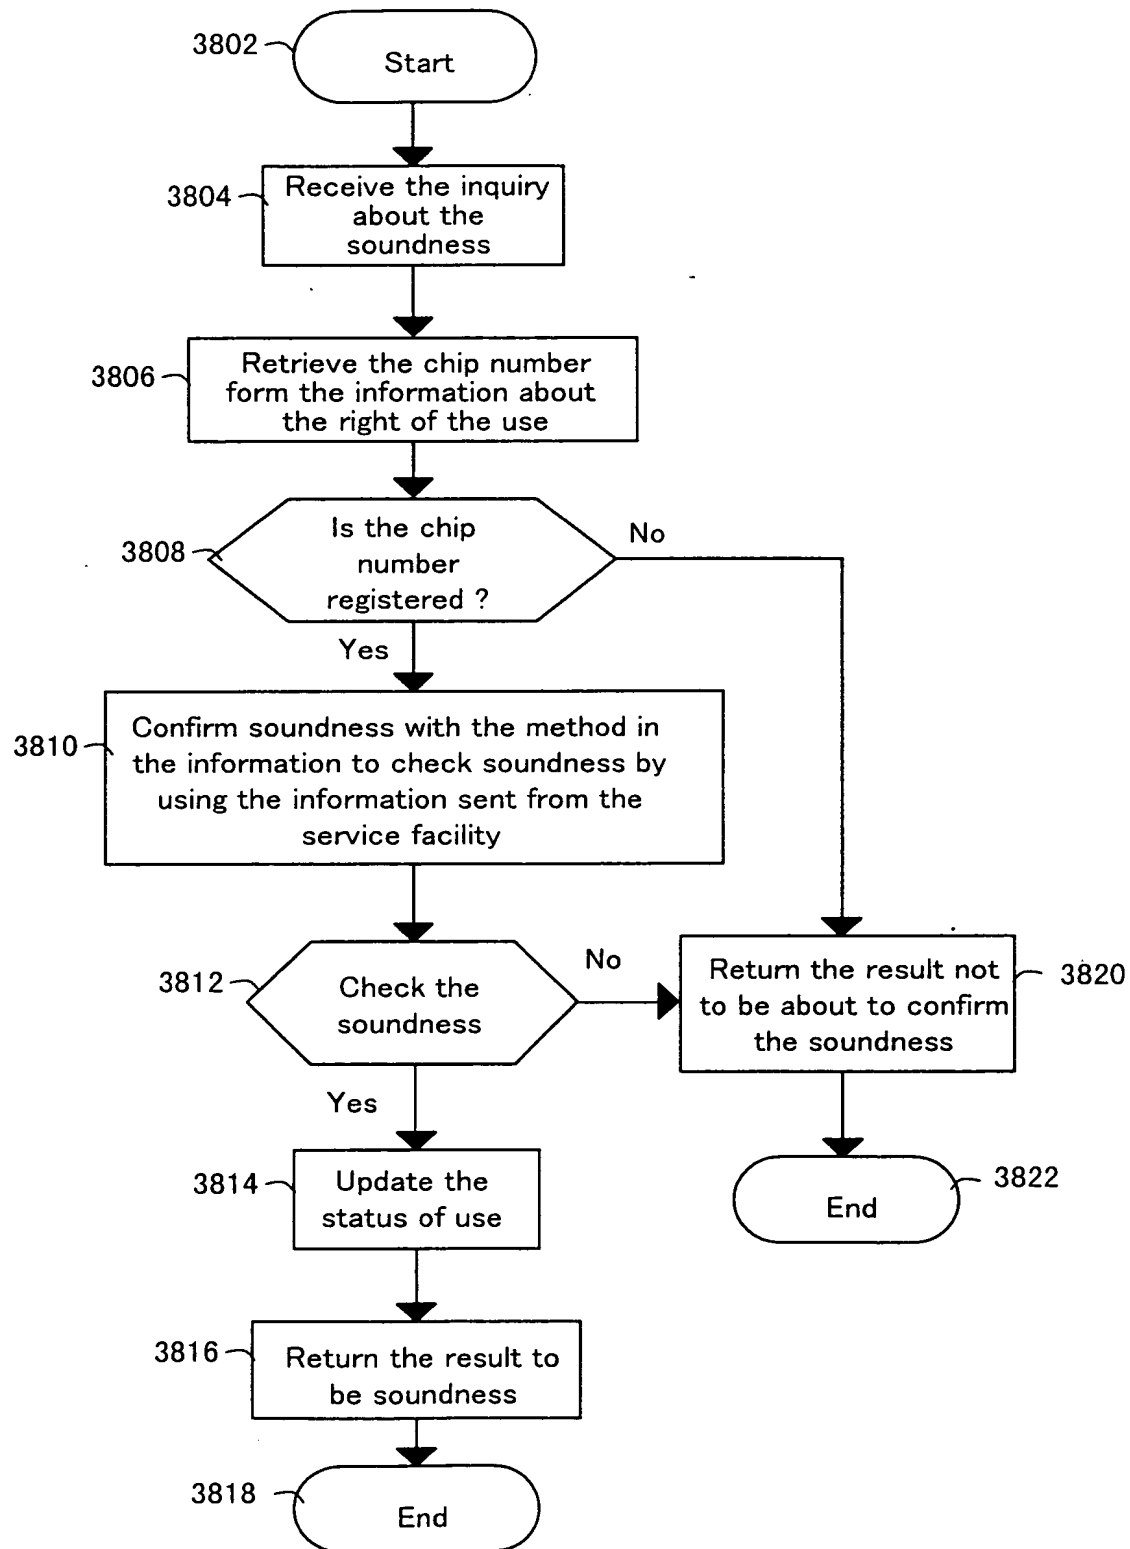 3802
Start
3804
Receive the inquiry
about the
soundness
3806
Retrieve the chip number
form the information about
the right of the use
3808
Is the chip
number
registered ?
No
Yes
3810
Confirm soundness with the method in
the information to check soundness by
using the information sent from the
service facility
3812
Check the
soundness
No
Return the result not
to be about to confirm
the soundness
3820
Yes
3814
Update the
status of use
End
3822
3816
Return the result to
be soundness
3818
End